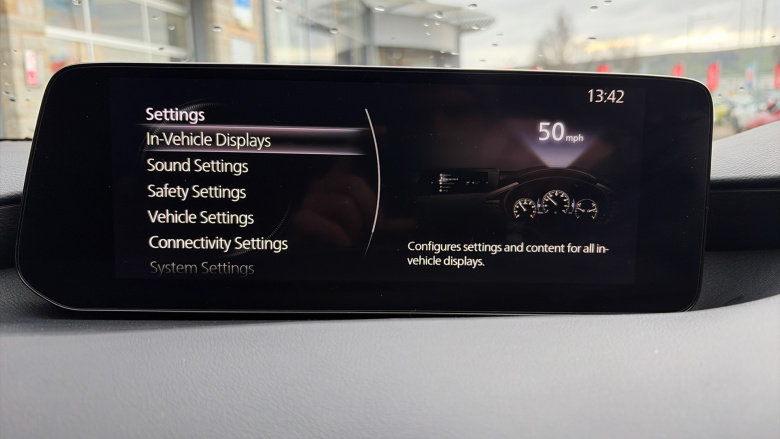 13:42
Settings
In-Vehicle Displays
Sound Settings
Safety Settings
Vehicle Settings
Connectivity Settings
System Settings
50 mph
Configures settings and content for all in-
vehicle displays.